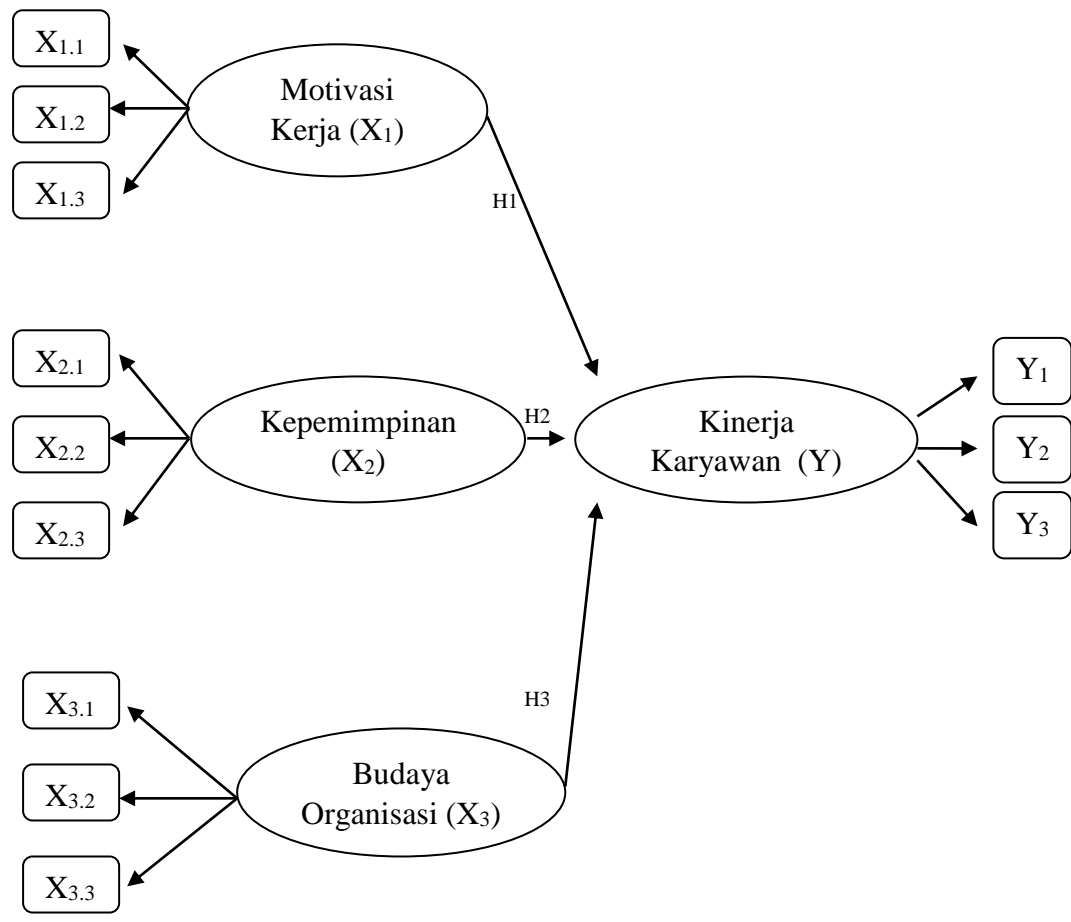 X1.1
X1.2
X1.3
Motivasi
Kerja (X1)
H1
X2.1
X2.2
X2.3
Kepemimpinan
(X2)
H2
Kinerja
Karyawan (Y)
Y1
Y2
Y3
X3.1
X3.2
X3.3
Budaya
Organisasi (X3)
H3